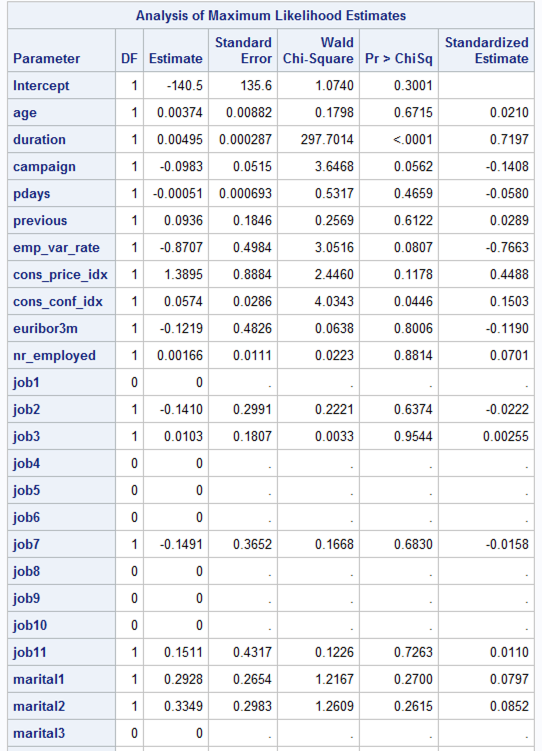 Analysis of Maximum Likelihood Estimates
Parameter DF Estimate Standard Error Wald Chi-Square Pr > ChiSq Standardized Estimate
Intercept 1 -140.5 135.6 1.0740 0.3001
age 1 0.00374 0.00882 0.1798 0.6715 0.0210
duration 1 0.00495 0.000287 297.7014 <.0001 0.7197
campaign 1 -0.0983 0.0515 3.6468 0.0562 -0.1408
pdays 1 -0.00051 0.000693 0.5317 0.4659 -0.0580
previous 1 0.0936 0.1846 0.2569 0.6122 0.0289
emp_var_rate 1 -0.8707 0.4984 3.0516 0.0807 -0.7663
cons_price_idx 1 1.3895 0.8884 2.4460 0.1178 0.4488
cons_conf_idx 1 0.0574 0.0286 4.0343 0.0446 0.1503
euribor3m 1 -0.1219 0.4826 0.0638 0.8006 -0.1190
nr_employed 1 0.00166 0.0111 0.0223 0.8814 0.0701
job1 0 0 . . . .
job2 1 -0.1410 0.2991 0.2221 0.6374 -0.0222
job3 1 0.0103 0.1807 0.0033 0.9544 0.00255
job4 0 0 . . . .
job5 0 0 . . . .
job6 0 0 . . . .
job7 1 -0.1491 0.3652 0.1668 0.6830 -0.0158
job8 0 0 . . . .
job9 0 0 . . . .
job10 0 0 . . . .
job11 1 0.1511 0.4317 0.1226 0.7263 0.0110
marital1 1 0.2928 0.2654 1.2167 0.2700 0.0797
marital2 1 0.3349 0.2983 1.2609 0.2615 0.0852
marital3 0 0 . . . .